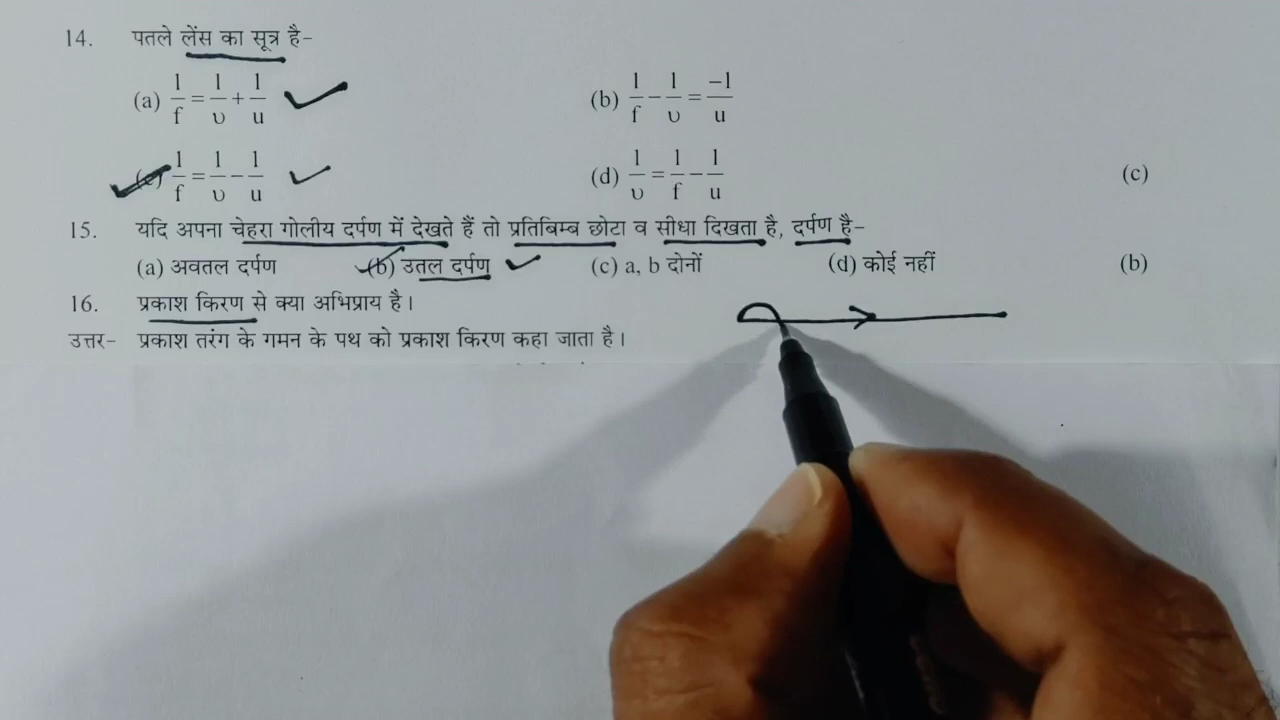 14. पतले लेंस का सूत्र है-
(a) 1/f = 1/υ + 1/u (b) 1/f - 1/υ = -1/u
(c) 1/f = 1/υ - 1/u (d) 1/υ = 1/f - 1/u (c)
15. यदि अपना चेहरा गोलीय दर्पण में देखते हैं तो प्रतिबिम्ब छोटा व सीधा दिखता है, दर्पण है-
(a) अवतल दर्पण (b) उतल दर्पण (c) a, b दोनों (d) कोई नहीं (b)
16. प्रकाश किरण से क्या अभिप्राय है।
उत्तर- प्रकाश तरंग के गमन के पथ को प्रकाश किरण कहा जाता है।